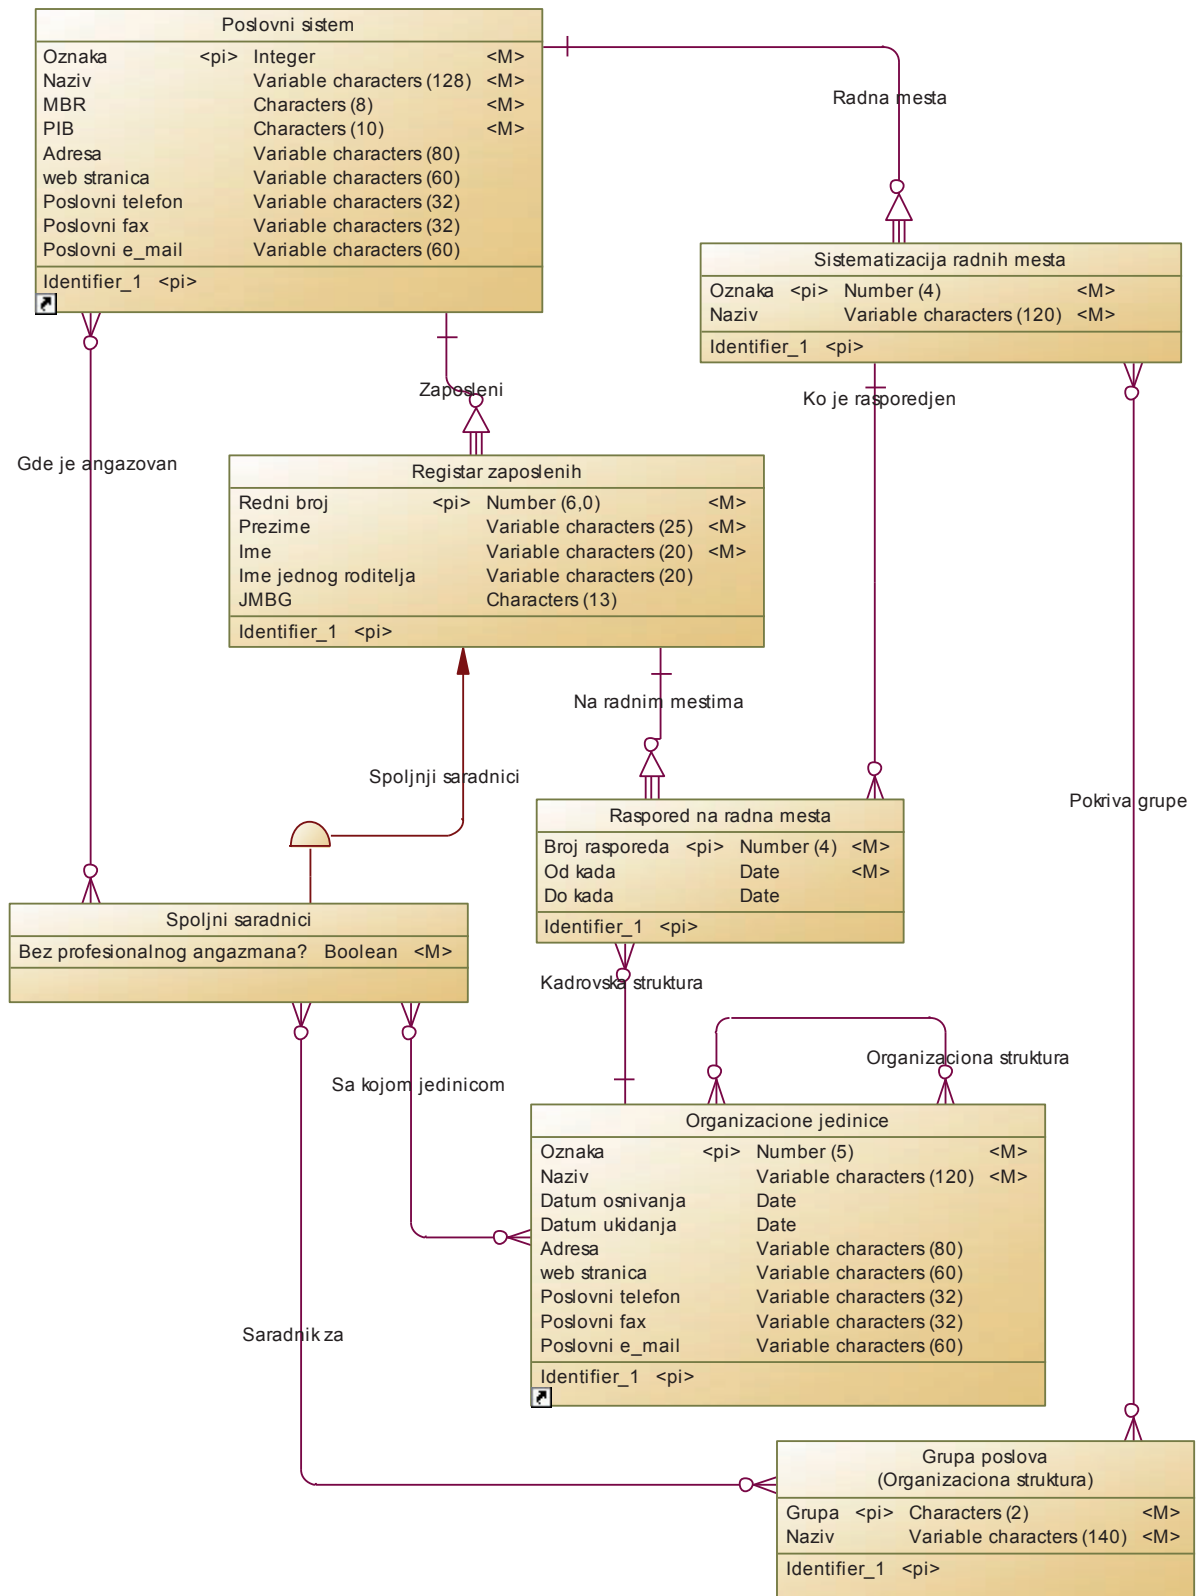 Poslovni sistem
Oznaka <pi> Integer <M>
Naziv Variable characters (128) <M>
MBR Characters (8) <M>
PIB Characters (10) <M>
Adresa Variable characters (80)
web stranica Variable characters (60)
Poslovni telefon Variable characters (32)
Poslovni fax Variable characters (32)
Poslovni e_mail Variable characters (60)
Identifier_1 <pi>
Radna mesta
Sistematizacija radnih mesta
Oznaka <pi> Number (4) <M>
Naziv Variable characters (120) <M>
Identifier_1 <pi>
Zaposleni
Ko je rasporedjen
Gde je angazovan
Registar zaposlenih
Redni broj <pi> Number (6,0) <M>
Prezime Variable characters (25) <M>
Ime Variable characters (20) <M>
Ime jednog roditelja Variable characters (20)
JMBG Characters (13)
Identifier_1 <pi>
Na radnim mestima
Spoljnji saradnici
Pokriva grupe
Raspored na radna mesta
Broj rasporeda <pi> Number (4) <M>
Od kada Date <M>
Do kada Date
Identifier_1 <pi>
Spoljni saradnici
Bez profesionalnog angazmana? Boolean <M>
Kadrovska struktura
Organizaciona struktura
Sa kojom jedinicom
Organizacione jedinice
Oznaka <pi> Number (5) <M>
Naziv Variable characters (120) <M>
Datum osnivanja Date
Datum ukidanja Date
Adresa Variable characters (80)
web stranica Variable characters (60)
Poslovni telefon Variable characters (32)
Poslovni fax Variable characters (32)
Poslovni e_mail Variable characters (60)
Identifier_1 <pi>
Saradnik za
Grupa poslova
(Organizaciona struktura)
Grupa <pi> Characters (2) <M>
Naziv Variable characters (140) <M>
Identifier_1 <pi>